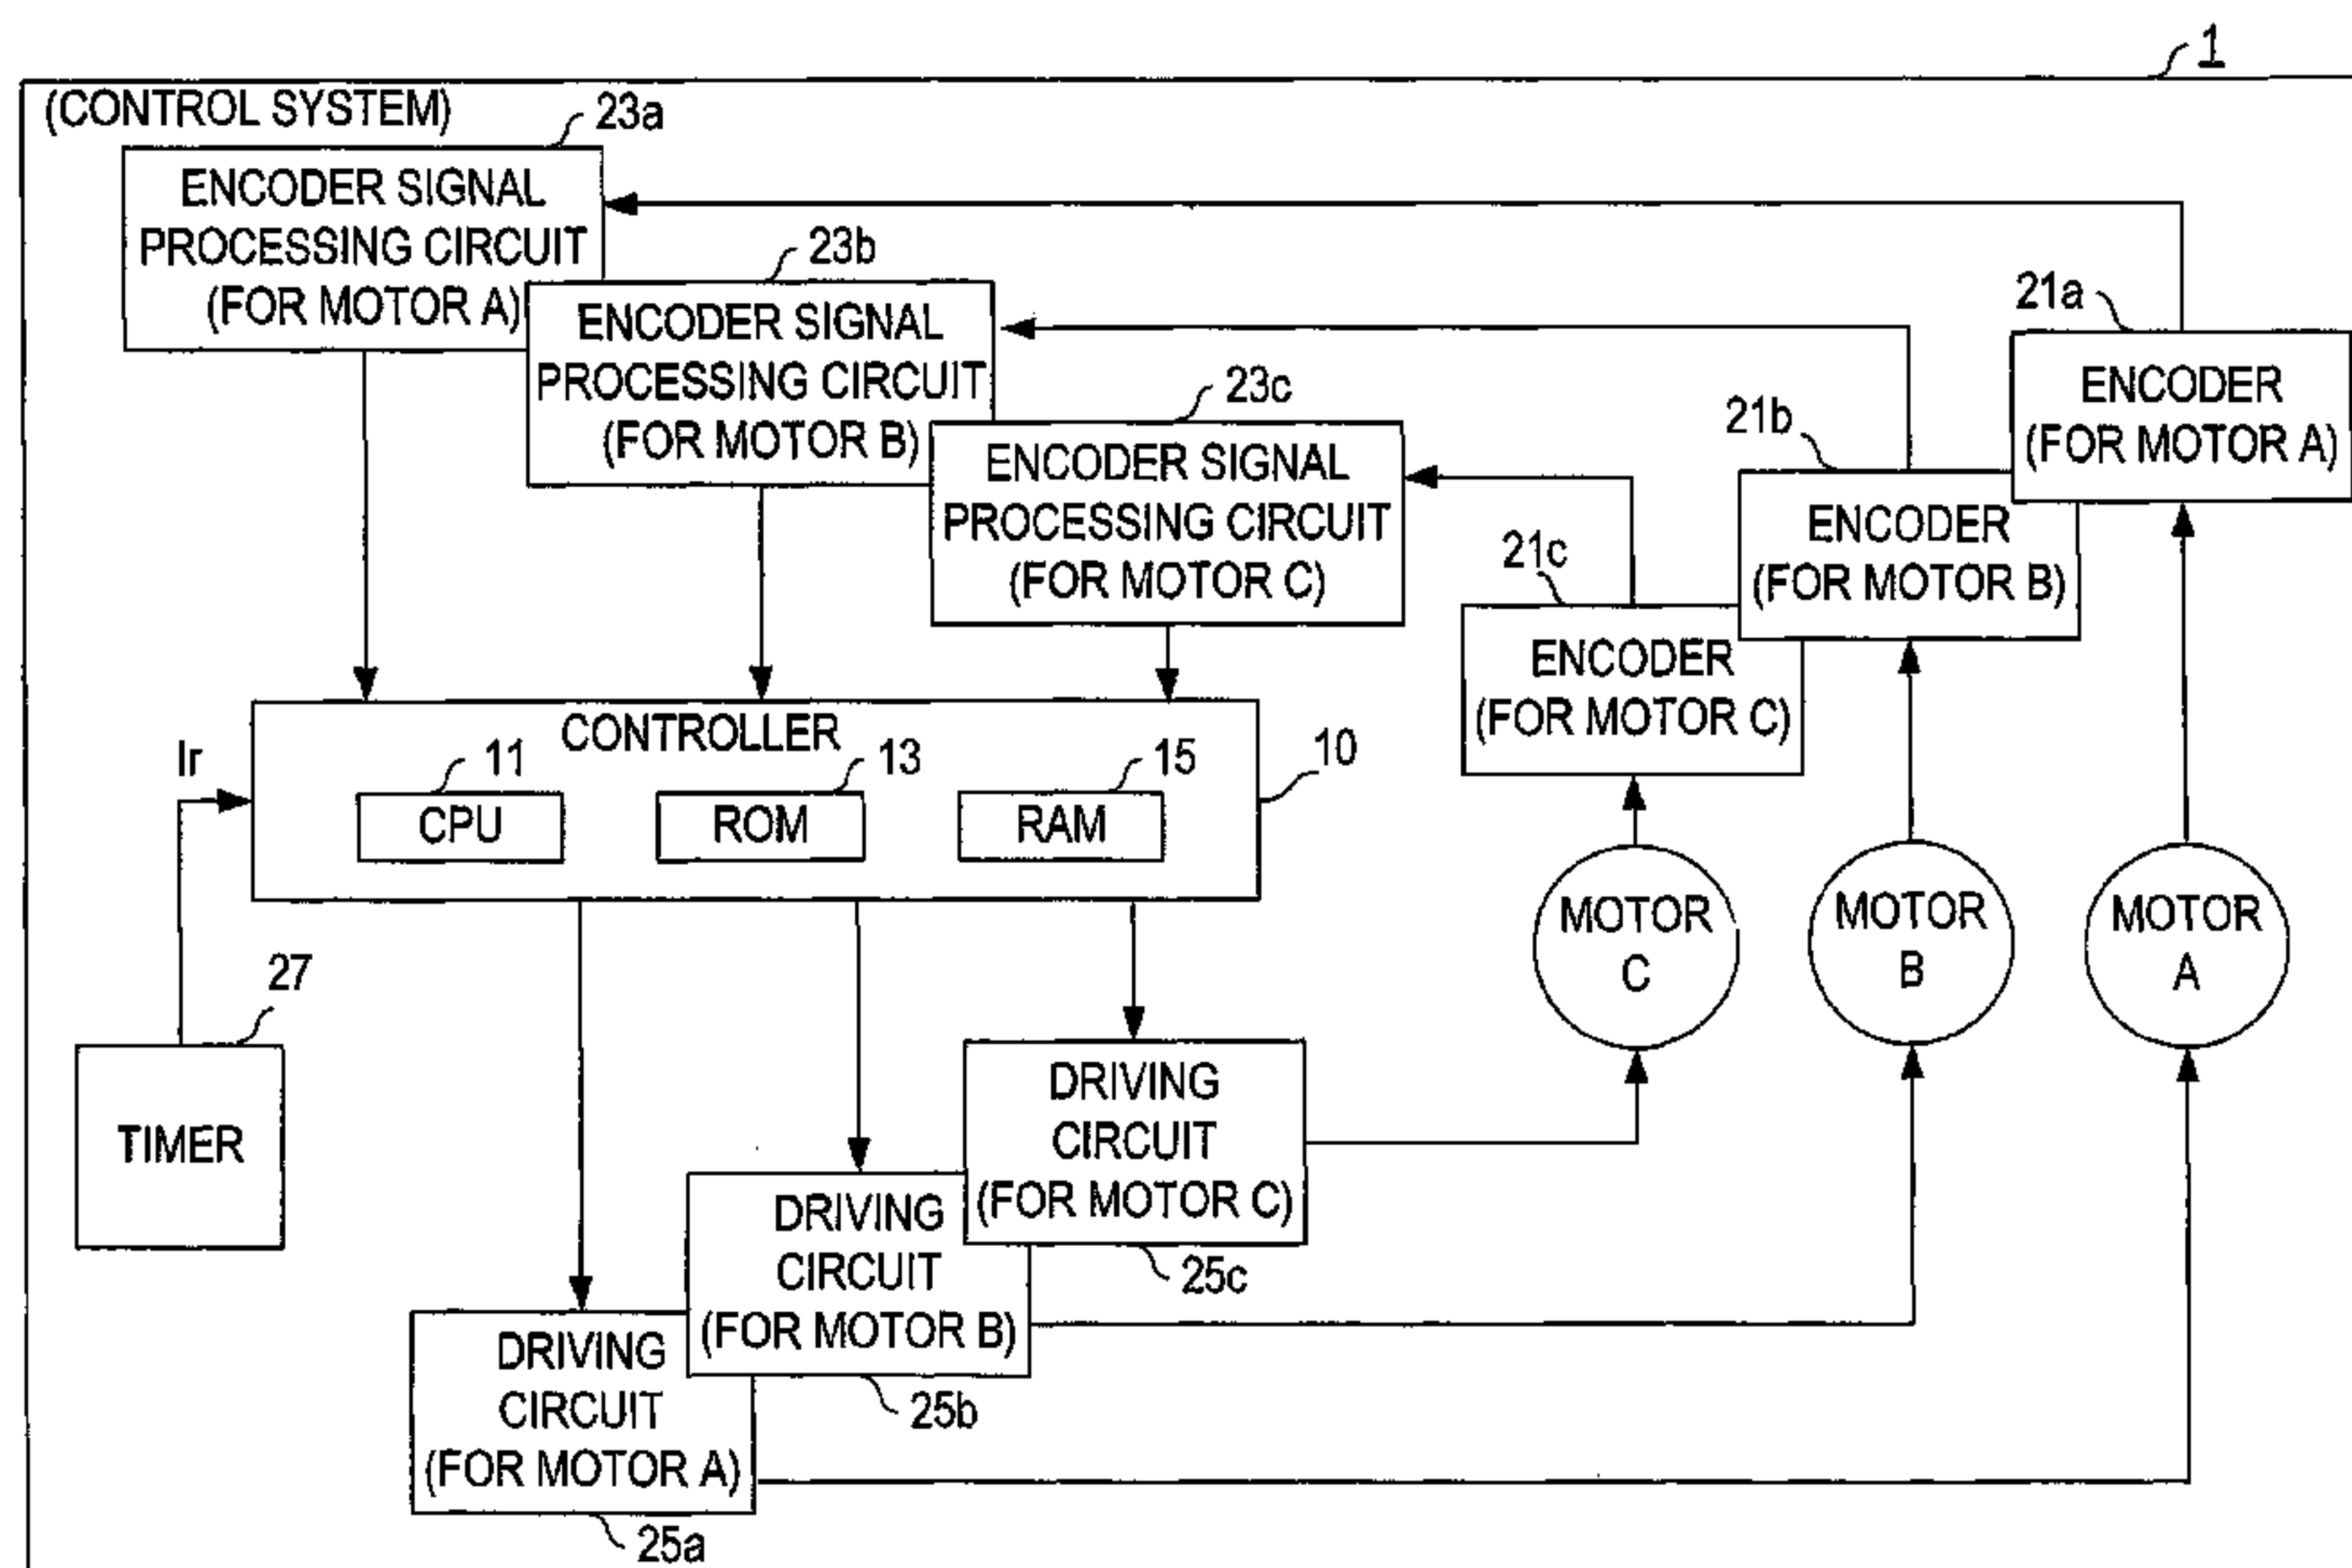 1
(CONTROL SYSTEM)
23a
ENCODER SIGNAL
PROCESSING CIRCUIT
(FOR MOTOR A)
23b
ENCODER SIGNAL
PROCESSING CIRCUIT
(FOR MOTOR B)
23c
ENCODER SIGNAL
PROCESSING CIRCUIT
(FOR MOTOR C)
21a
ENCODER
(FOR MOTOR A)
21b
ENCODER
(FOR MOTOR B)
21c
ENCODER
(FOR MOTOR C)
CONTROLLER
10
Ir
11
CPU
13
ROM
15
RAM
MOTOR
C
MOTOR
B
MOTOR
A
27
TIMER
DRIVING
CIRCUIT
(FOR MOTOR C)
25c
DRIVING
CIRCUIT
(FOR MOTOR B)
25b
DRIVING
CIRCUIT
(FOR MOTOR A)
25a